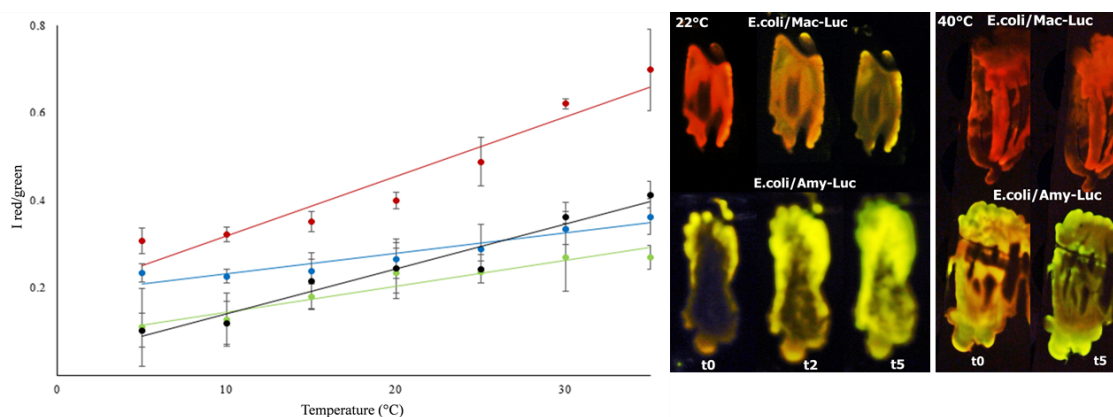 0.8
0.6
0.4
0.2
I red/green
0
10
20
30
Temperature (°C)
22°C
E.coli/Mac-Luc
E.coli/Amy-Luc
t0
t2
t5
40°C
E.coli/Mac-Luc
E.coli/Amy-Luc
t0
t5